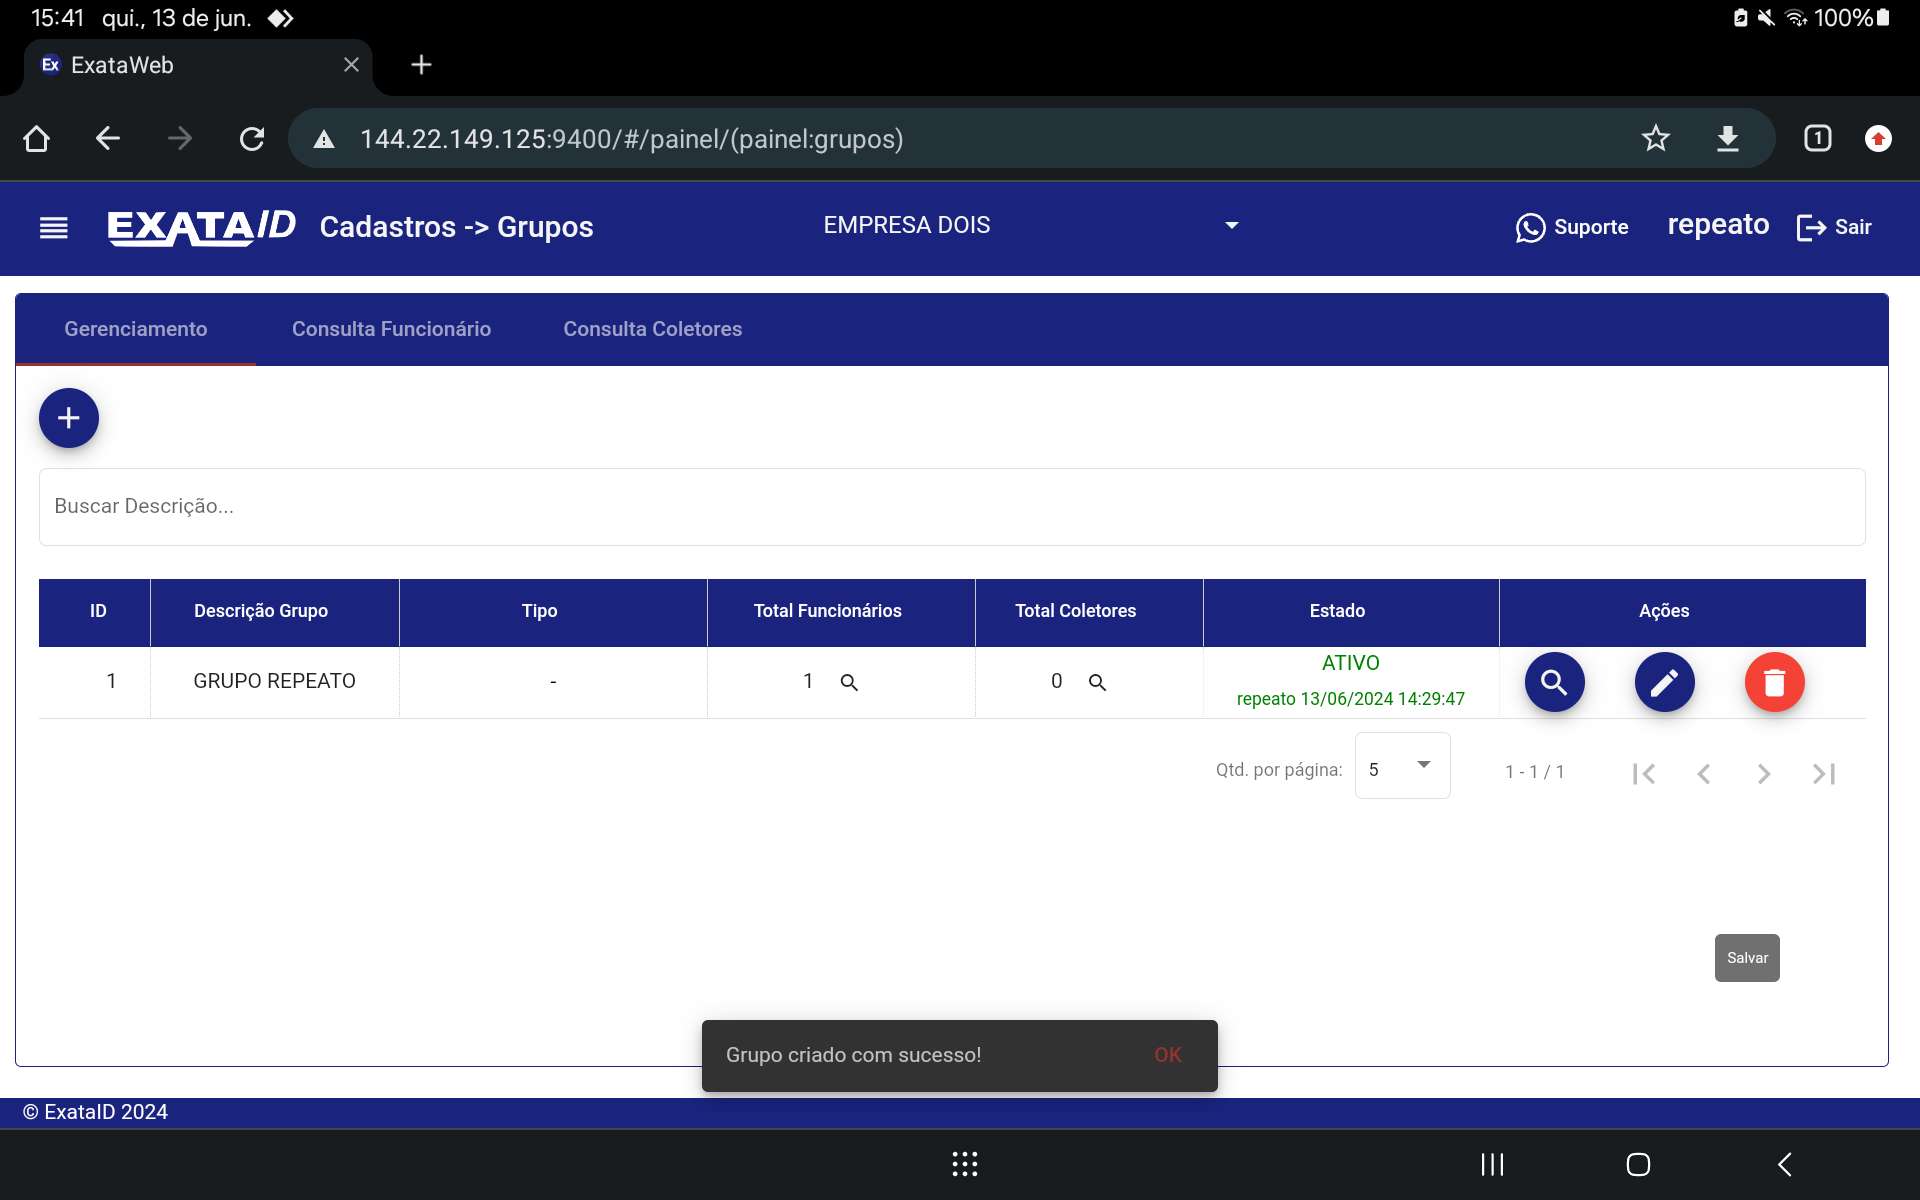 15:41 qui., 13 de jun. 100%
Ex ExataWeb
144.22.149.125:9400/#/painel/(painel:grupos) 1
EXATAID Cadastros -> Grupos EMPRESA DOIS Suporte repeato Sair
Gerenciamento Consulta Funcionário Consulta Coletores
Buscar Descrição...
ID Descrição Grupo Tipo Total Funcionários Total Coletores Estado Ações
1 GRUPO REPEATO - 1 0 ATIVO
repeato 13/06/2024 14:29:47
Qtd. por página: 5 1 - 1 / 1
Salvar
Grupo criado com sucesso! OK
© ExataID 2024